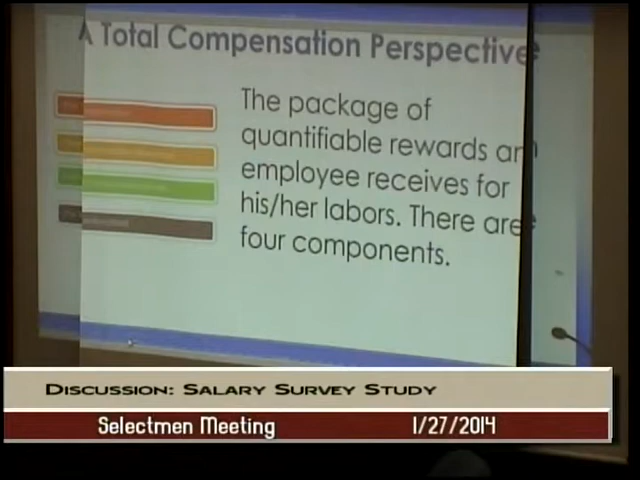 A Total Compensation Perspective
The package of
quantifiable rewards an
employee receives for
his/her labors. There are
four components.
Discussion: Salary Survey Study
Selectmen Meeting 1/27/2014